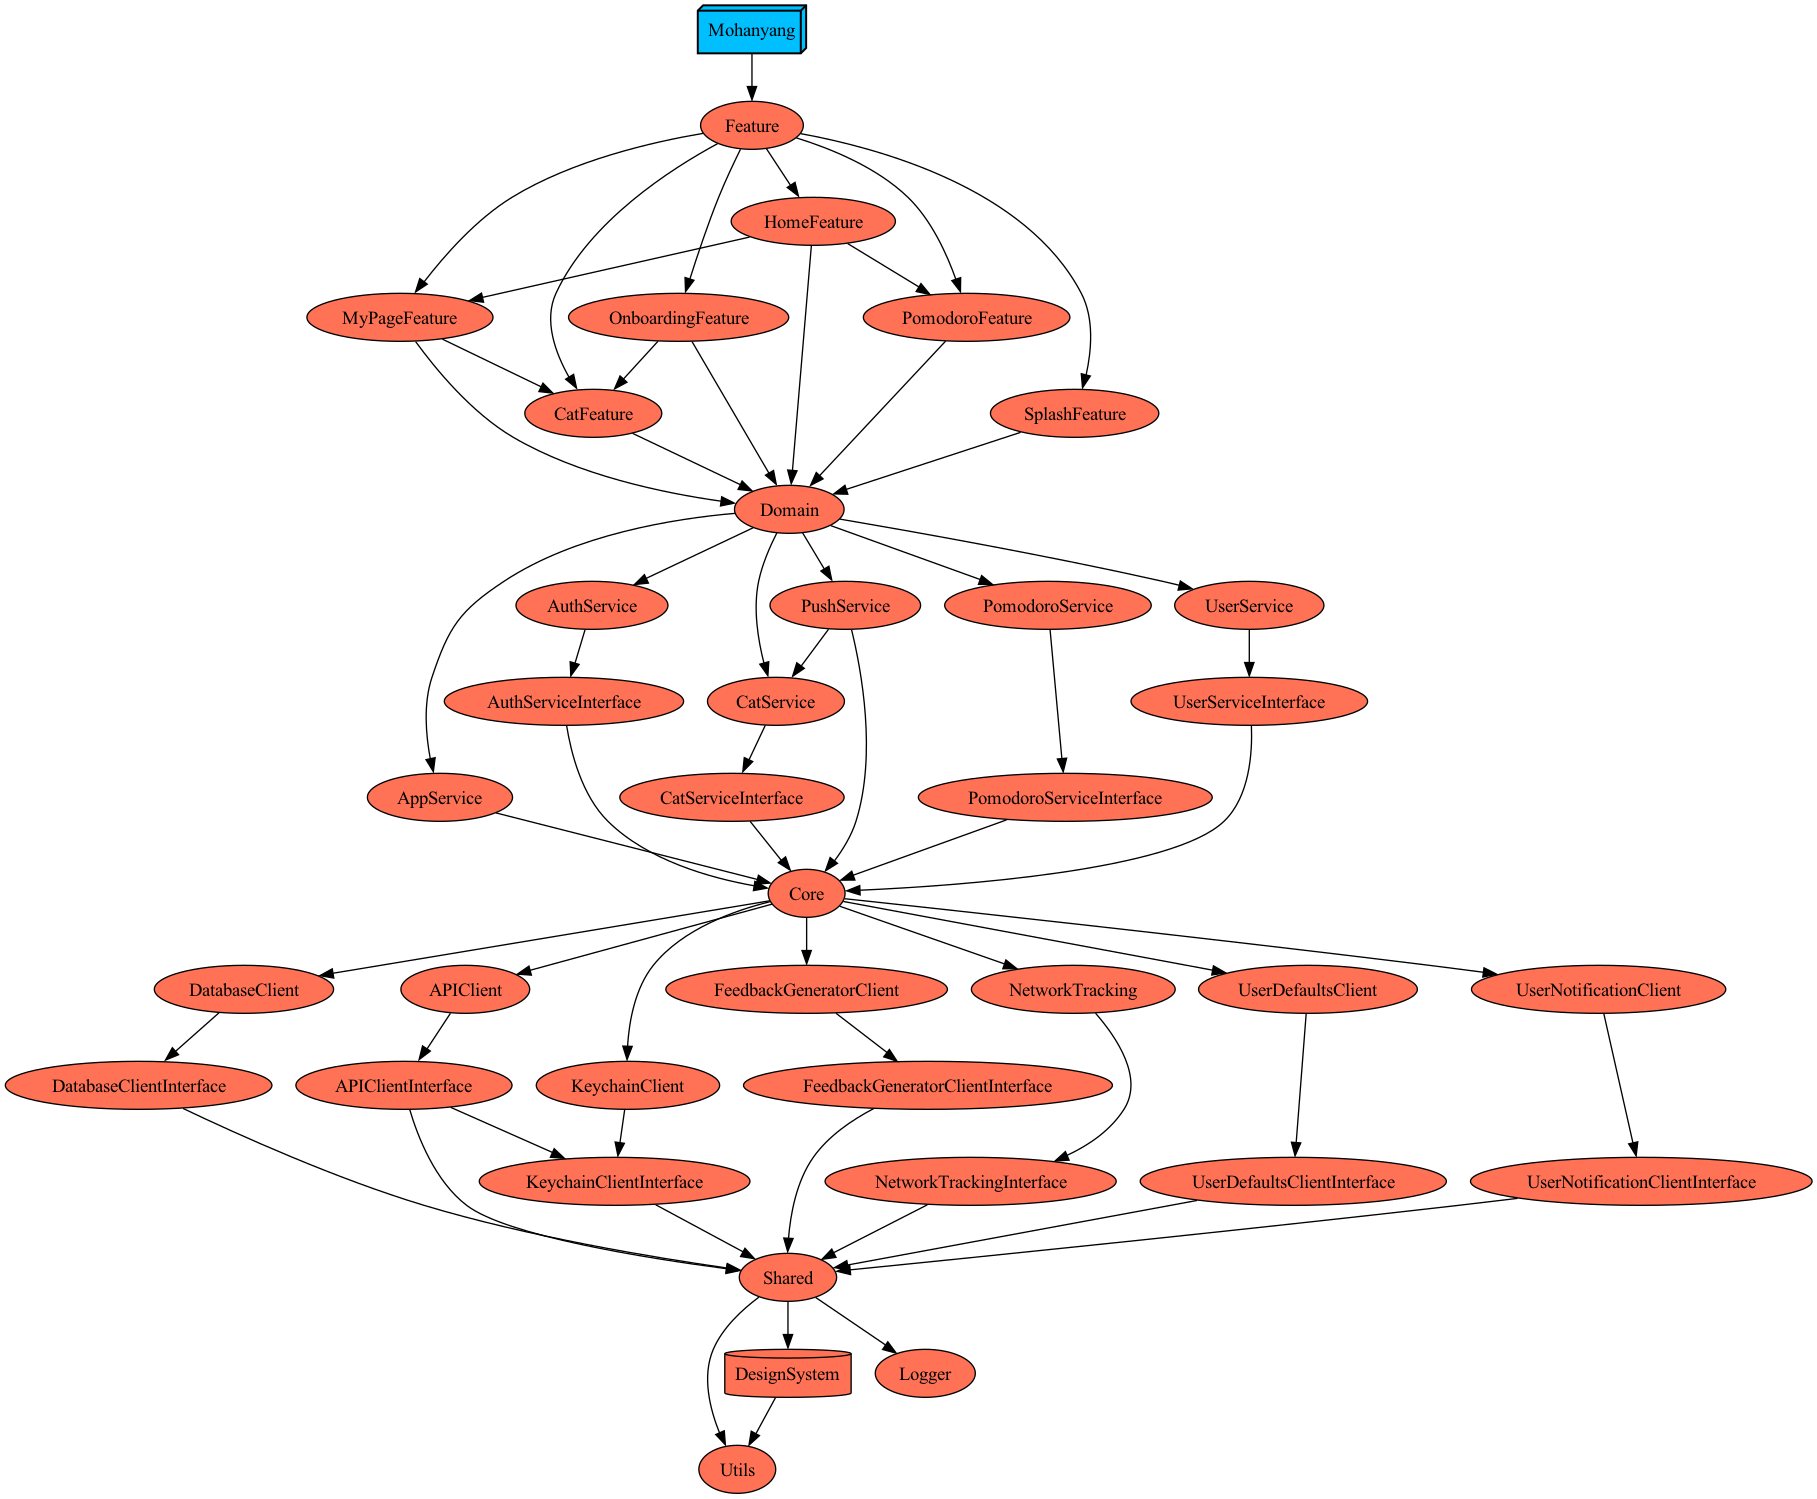 Mohanyang
Feature
HomeFeature
MyPageFeature
OnboardingFeature
PomodoroFeature
CatFeature
SplashFeature
Domain
AuthService
PushService
PomodoroService
UserService
AuthServiceInterface
CatService
UserServiceInterface
AppService
CatServiceInterface
PomodoroServiceInterface
Core
DatabaseClient
APIClient
FeedbackGeneratorClient
NetworkTracking
UserDefaultsClient
UserNotificationClient
DatabaseClientInterface
APIClientInterface
KeychainClient
FeedbackGeneratorClientInterface
KeychainClientInterface
NetworkTrackingInterface
UserDefaultsClientInterface
UserNotificationClientInterface
Shared
DesignSystem
Logger
Utils